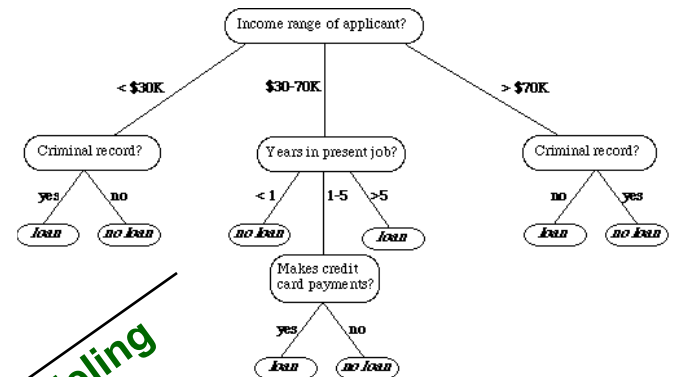 Income range of applicant?
< $30K
$30-70K
> $70K
Criminal record?
Years in present job?
Criminal record?
yes
no
< 1
1-5
>5
no
yes
loan
no loan
no loan
loan
loan
no loan
Makes credit
card payments?
yes
no
loan
no loan